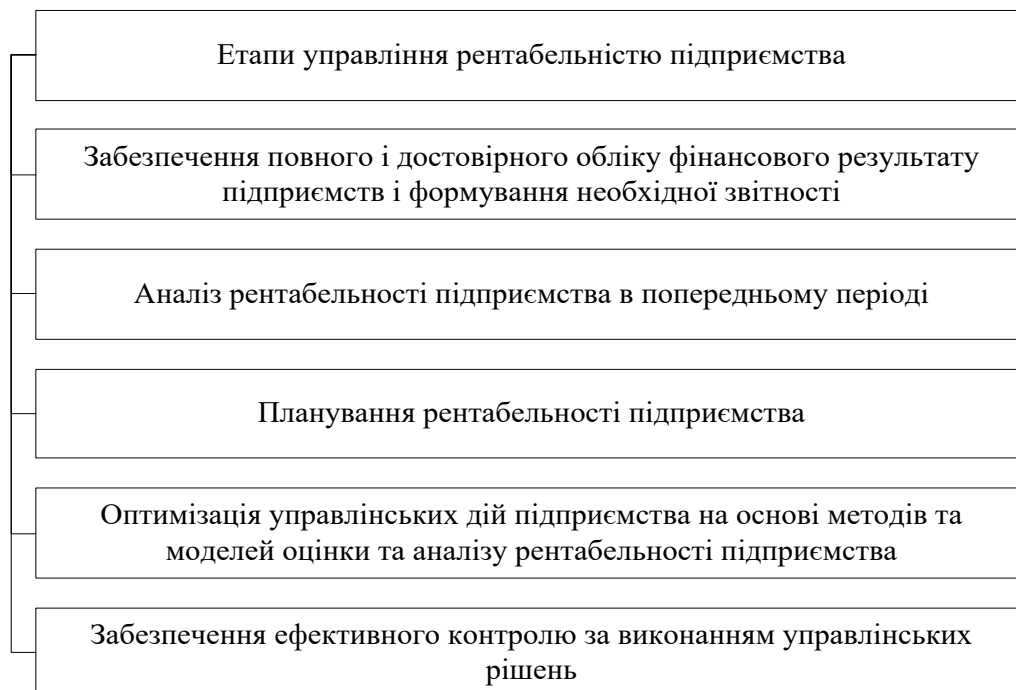 Етапи управління рентабельністю підприємства
Забезпечення повного і достовірного обліку фінансового результату
підприємств і формування необхідної звітності
Аналіз рентабельності підприємства в попередньому періоді
Планування рентабельності підприємства
Оптимізація управлінських дій підприємства на основі методів та
моделей оцінки та аналізу рентабельності підприємства
Забезпечення ефективного контролю за виконанням управлінських
рішень